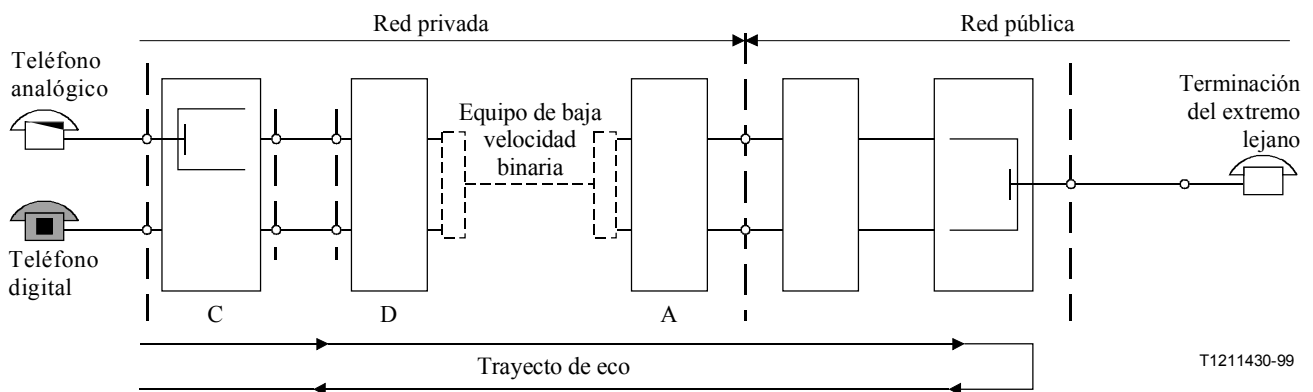 Red privada
Red pública
Teléfono
analógico
Equipo de baja
velocidad
binaria
Terminación
del extremo
lejano
Teléfono
digital
C
D
A
Trayecto de eco
T1211430-99